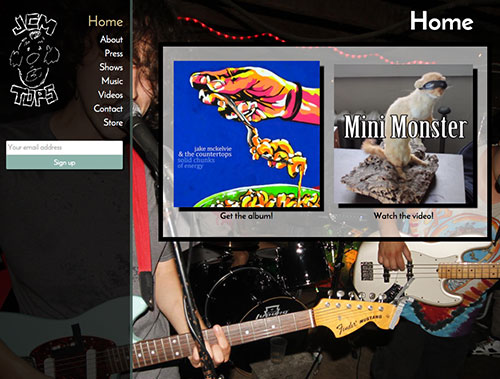 JCM
TOPS
Home
About
Press
Shows
Music
Videos
Contact
Store
Your email address
Sign up
Home
jake mckelvie
& the countertops
solid chunks
of energy
Get the album!
Mini Monster
Watch the video!
Fender MUSTANG